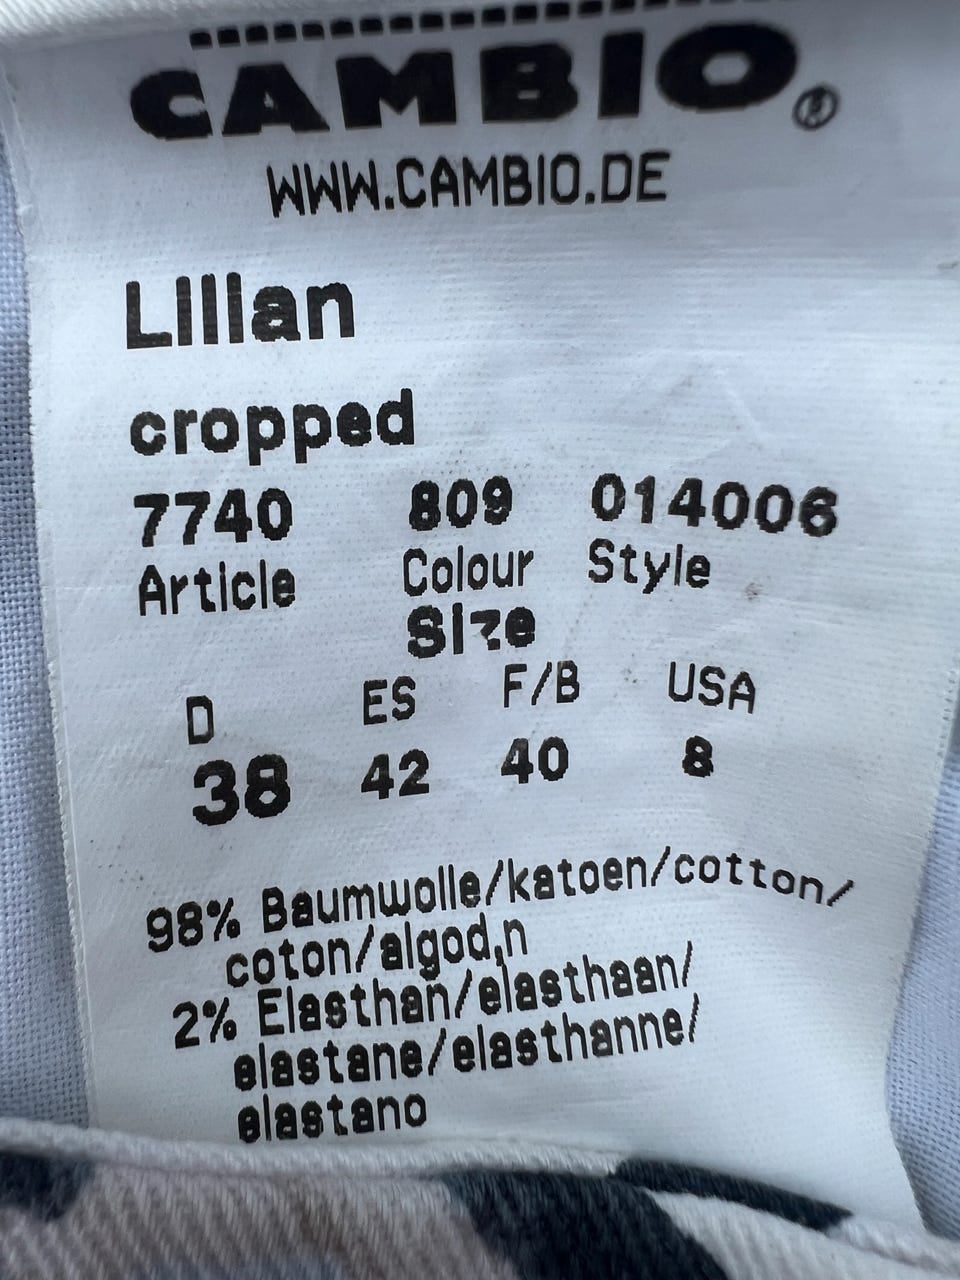 CAMBIO®
WWW.CAMBIO.DE
Lilian
cropped
7740 809 014006
Article Colour Style
Size
D ES F/B USA
38 42 40 8
98% Baumwolle/katoen/cotton/
coton/algod,n
2% Elasthan/elasthaan/
elastane/elasthanne/
elastano